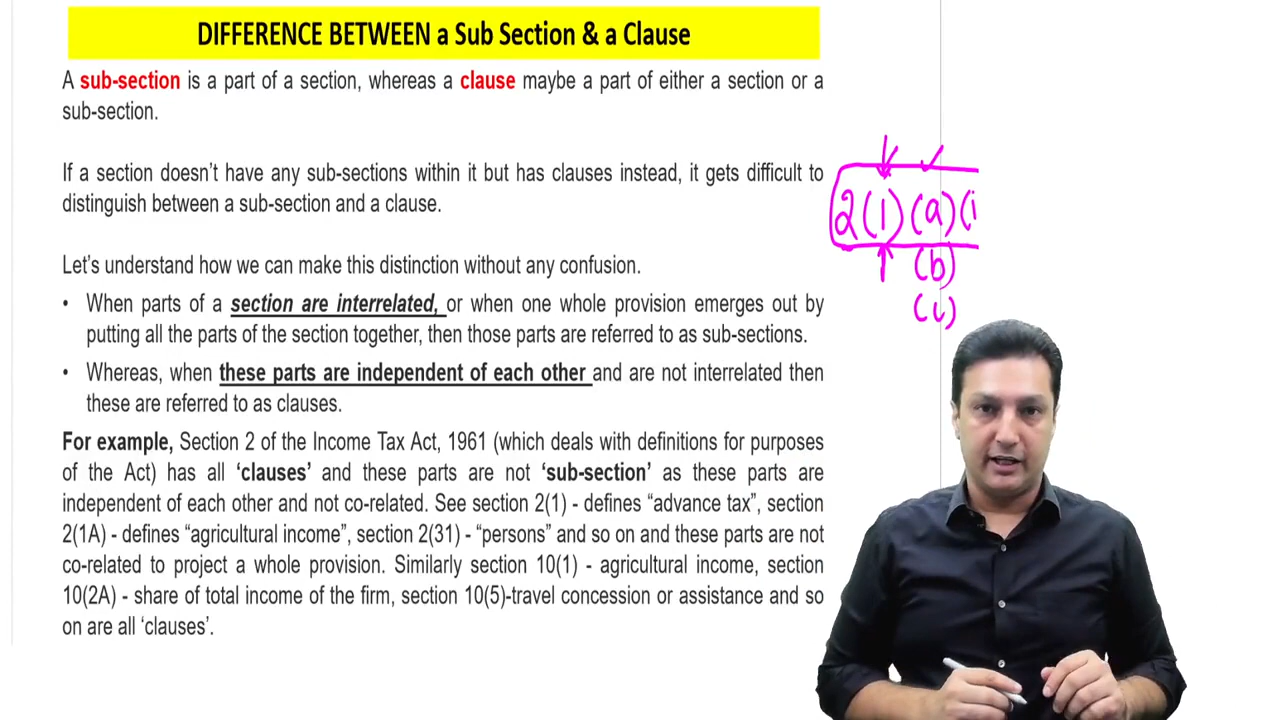 DIFFERENCE BETWEEN a Sub Section & a Clause
A sub-section is a part of a section, whereas a clause maybe a part of either a section or a
sub-section.
If a section doesn't have any sub-sections within it but has clauses instead, it gets difficult to
distinguish between a sub-section and a clause.
Let's understand how we can make this distinction without any confusion.
• When parts of a section are interrelated, or when one whole provision emerges out by
putting all the parts of the section together, then those parts are referred to as sub-sections.
• Whereas, when these parts are independent of each other and are not interrelated then
these are referred to as clauses.
For example, Section 2 of the Income Tax Act, 1961 (which deals with definitions for purposes
of the Act) has all 'clauses' and these parts are not 'sub-section' as these parts are
independent of each other and not co-related. See section 2(1) - defines "advance tax", section
2(1A) - defines "agricultural income", section 2(31) - "persons" and so on and these parts are not
co-related to project a whole provision. Similarly section 10(1) - agricultural income, section
10(2A) - share of total income of the firm, section 10(5)-travel concession or assistance and so
on are all 'clauses'.
2(1)(a)(i
(b)